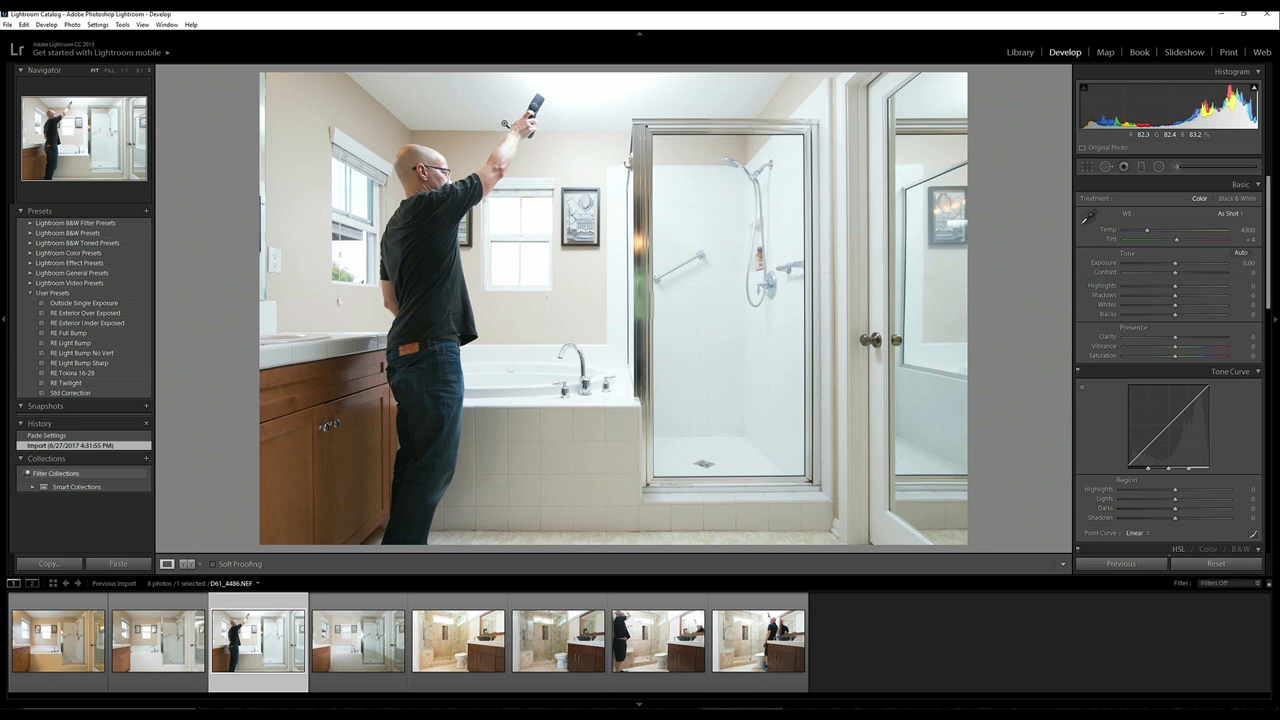 Lightroom Catalog - Adobe Photoshop Lightroom - Develop
File Edit Develop Photo Settings Tools View Window Help
Lr
Adobe Lightroom CC 2015
Get started with Lightroom mobile
Library Develop Map Book Slideshow Print Web
Navigator FIT FILL 1:1 3:1
Histogram
R 82.3 G 82.4 B 83.2 %
Original Photo
Basic
Treatment: Color Black & White
WB: As Shot
Temp 4300
Tint + 4
Tone Auto
Exposure 0.00
Contrast 0
Highlights 0
Shadows 0
Whites 0
Blacks 0
Presence
Clarity 0
Vibrance 0
Saturation 0
Tone Curve
Region
Highlights 0
Lights 0
Darks 0
Shadows 0
Point Curve: Linear
HSL / Color / B & W
Previous Reset
Presets
Lightroom B&W Filter Presets
Lightroom B&W Presets
Lightroom B&W Toned Presets
Lightroom Color Presets
Lightroom Effect Presets
Lightroom General Presets
Lightroom Video Presets
User Presets
Outside Single Exposure
RE Exterior Over Exposed
RE Exterior Under Exposed
RE Full Bump
RE Light Bump
RE Light Bump No Vert
RE Light Bump Sharp
RE Tokina 16-28
RE Twilight
Std Correction
Snapshots
History
Paste Settings
Import (6/27/2017 4:31:55 PM)
Collections
Filter Collections
Smart Collections
Copy... Paste
Soft Proofing
1 2 Previous Import 8 photos / 1 selected / D61_4486.NEF
Filter : Filters Off